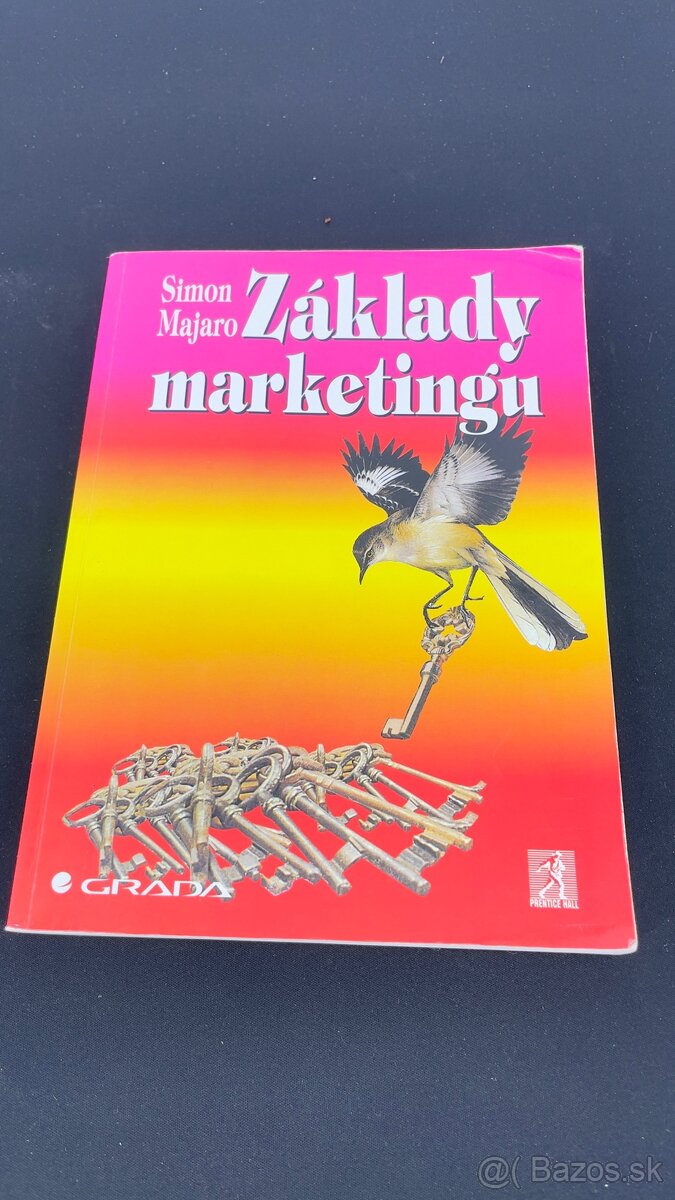 Simon
Majaro
Základy
marketingu
GRADA
PRENTICE HALL
@( Bazos.sk